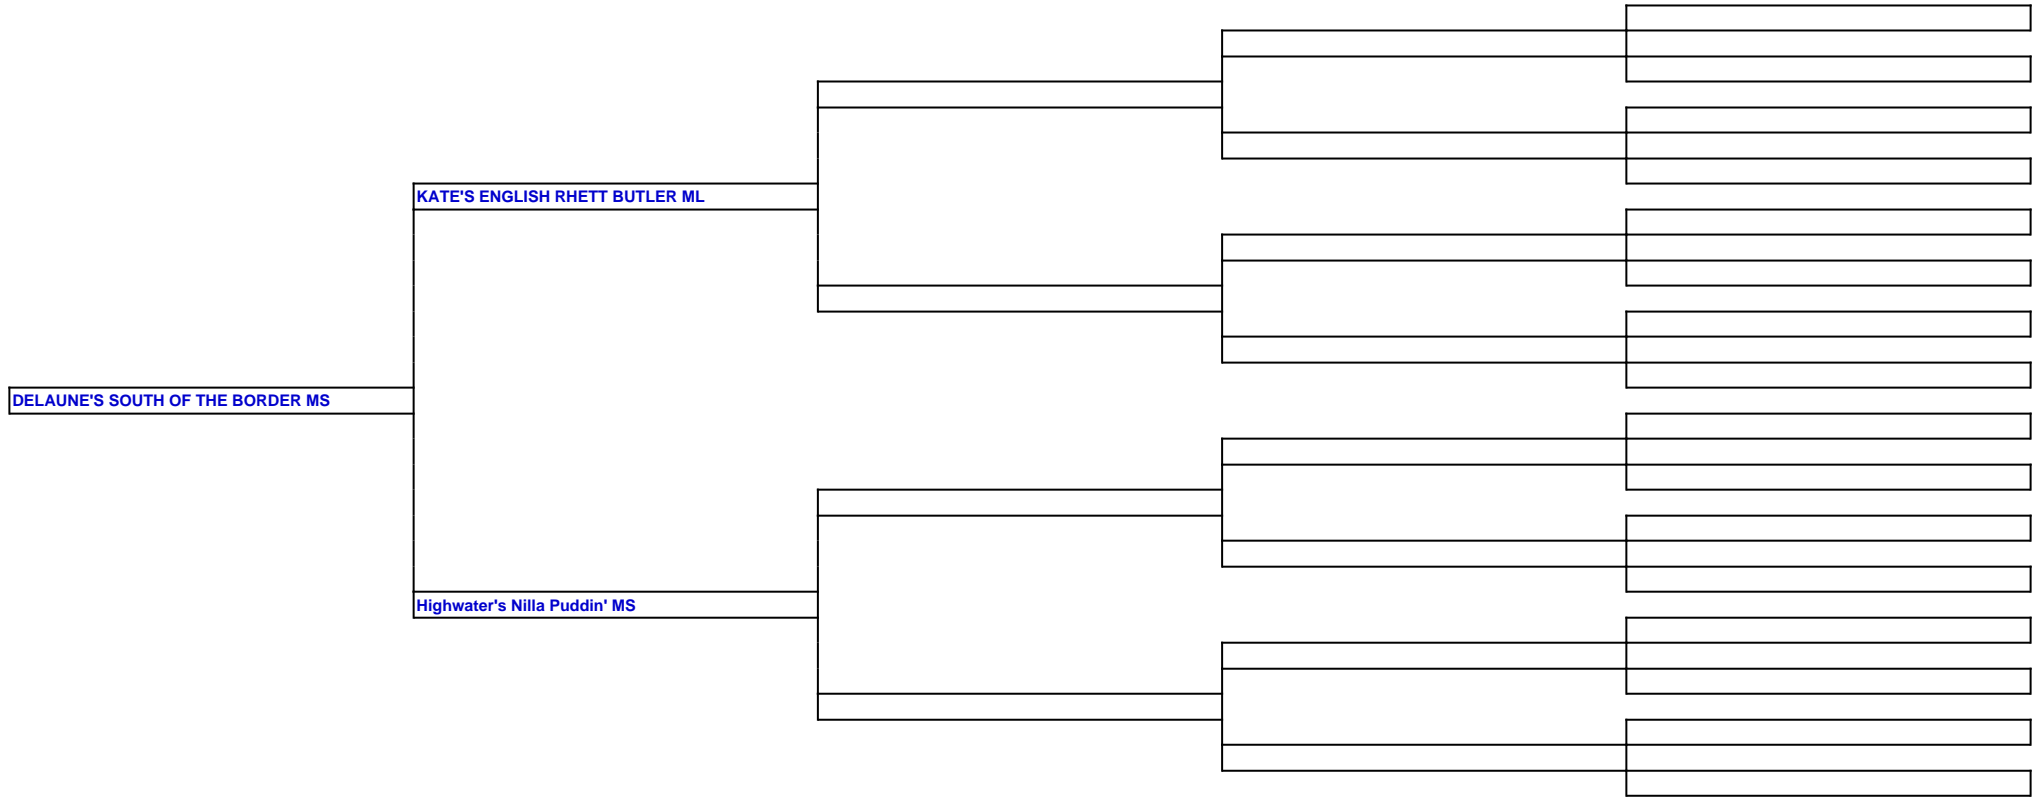 KATE'S ENGLISH RHETT BUTLER ML
DELAUNE'S SOUTH OF THE BORDER MS
Highwater's Nilla Puddin' MS